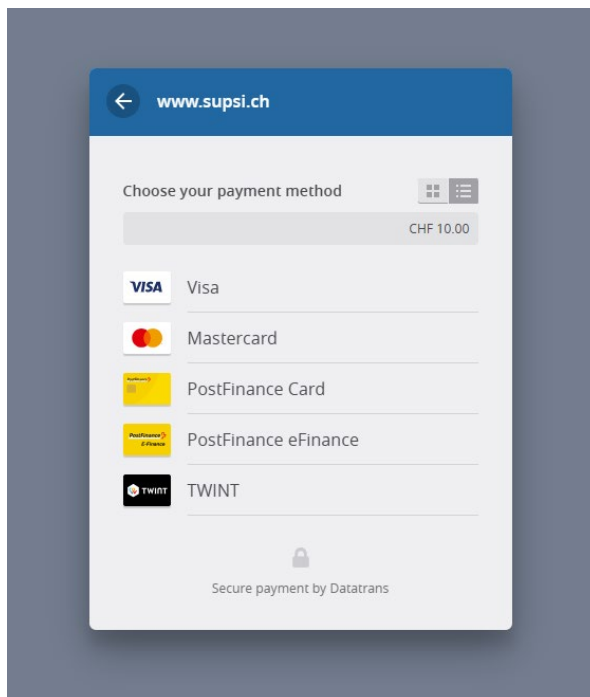 www.supsi.ch
Choose your payment method
CHF 10.00
VISA Visa
Mastercard
PostFinance Card
PostFinance E-Finance PostFinance eFinance
TWINT TWINT
Secure payment by Datatrans